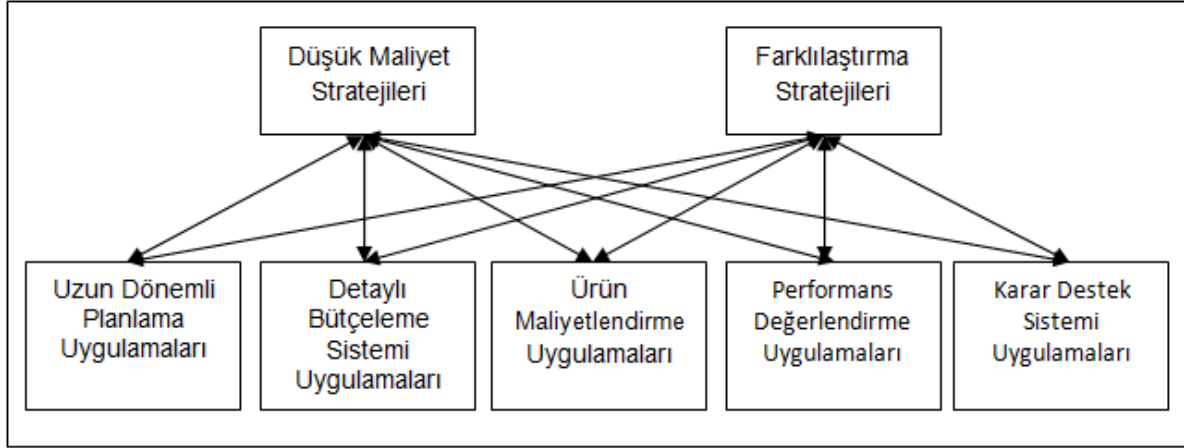 Düşük Maliyet
Stratejileri
Farklılaştırma
Stratejileri
Uzun Dönemli
Planlama
Uygulamaları
Detaylı
Bütçeleme
Sistemi
Uygulamaları
Ürün
Maliyetlendirme
Uygulamaları
Performans
Değerlendirme
Uygulamaları
Karar Destek
Sistemi
Uygulamaları